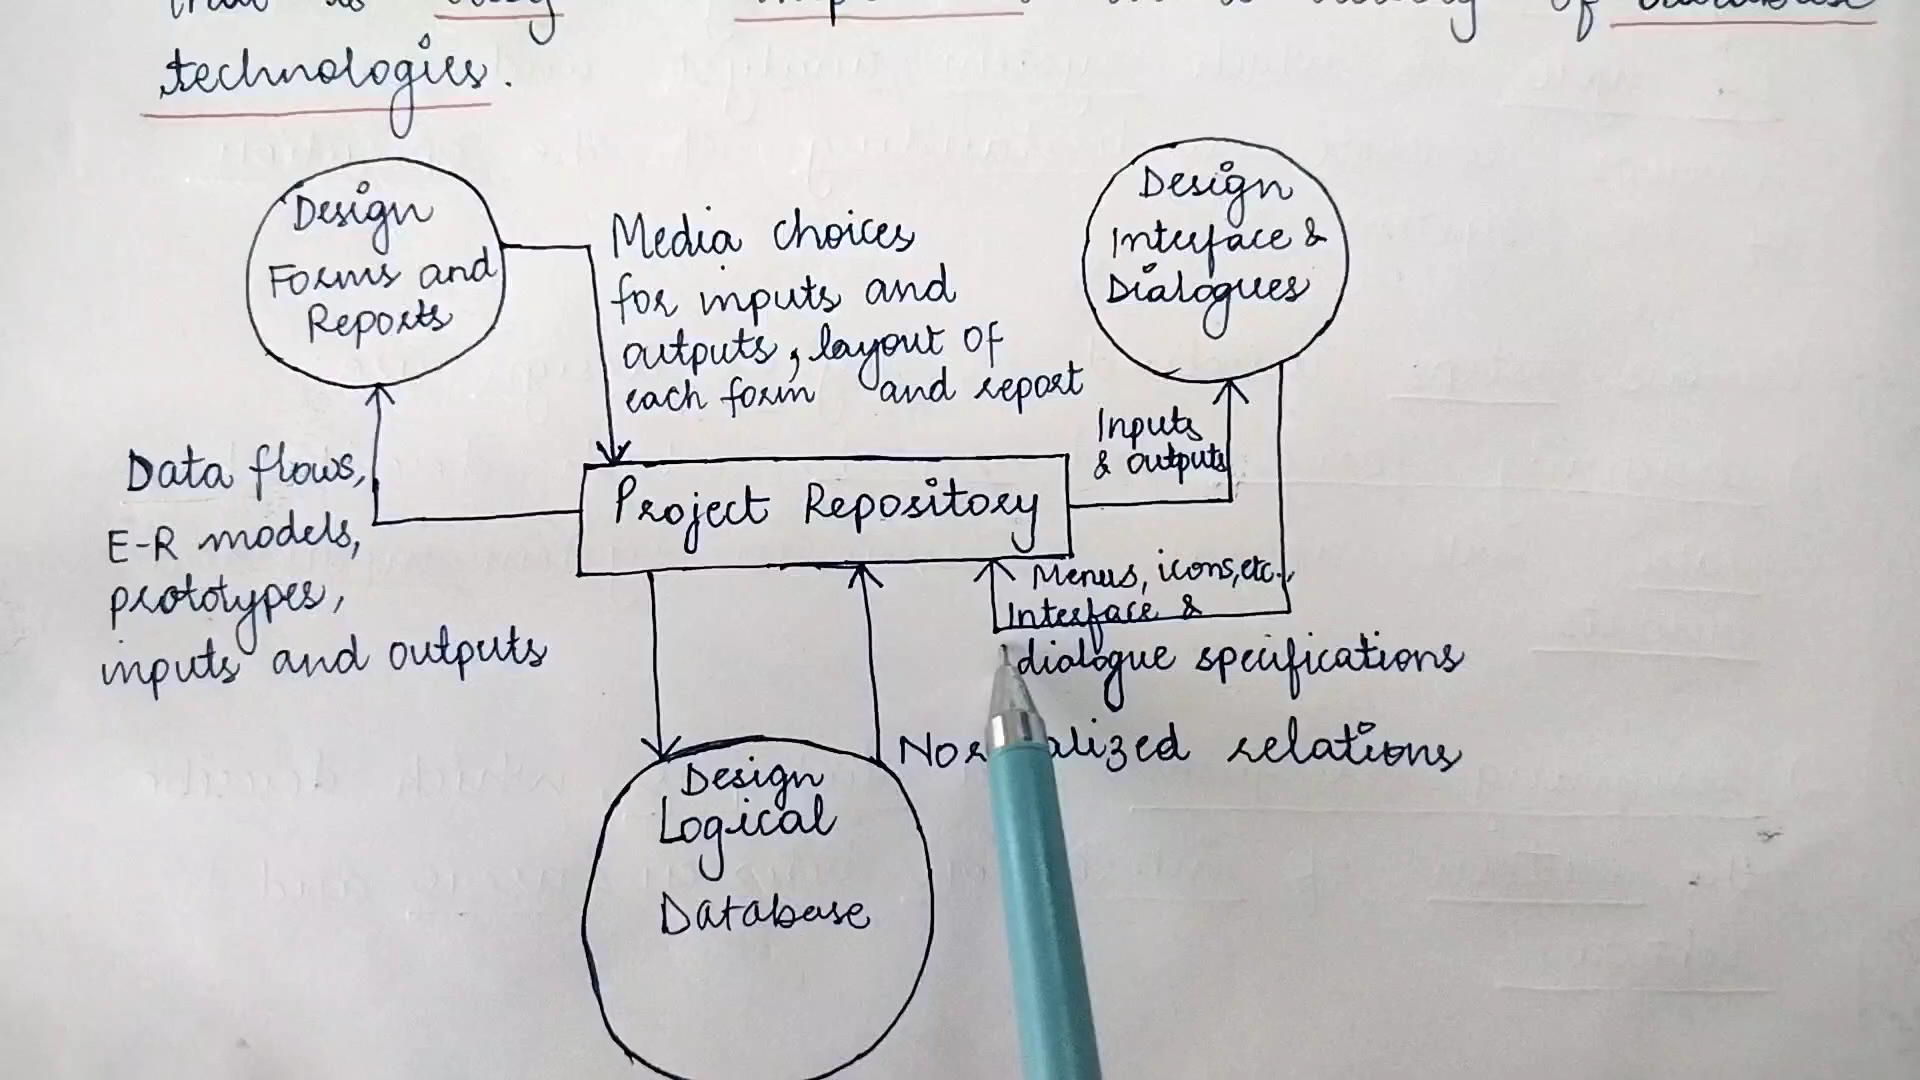 of database
technologies.
Design
Forms and
Reports
Media choices
for inputs and
outputs, layout of
each form and report
Design
Interface &
Dialogues
Inputs
& outputs
Data flows,
E-R models,
prototypes,
inputs and outputs
Project Repository
Menus, icons, etc.,
Interface &
dialogue specifications
relations
Design
Logical
Database